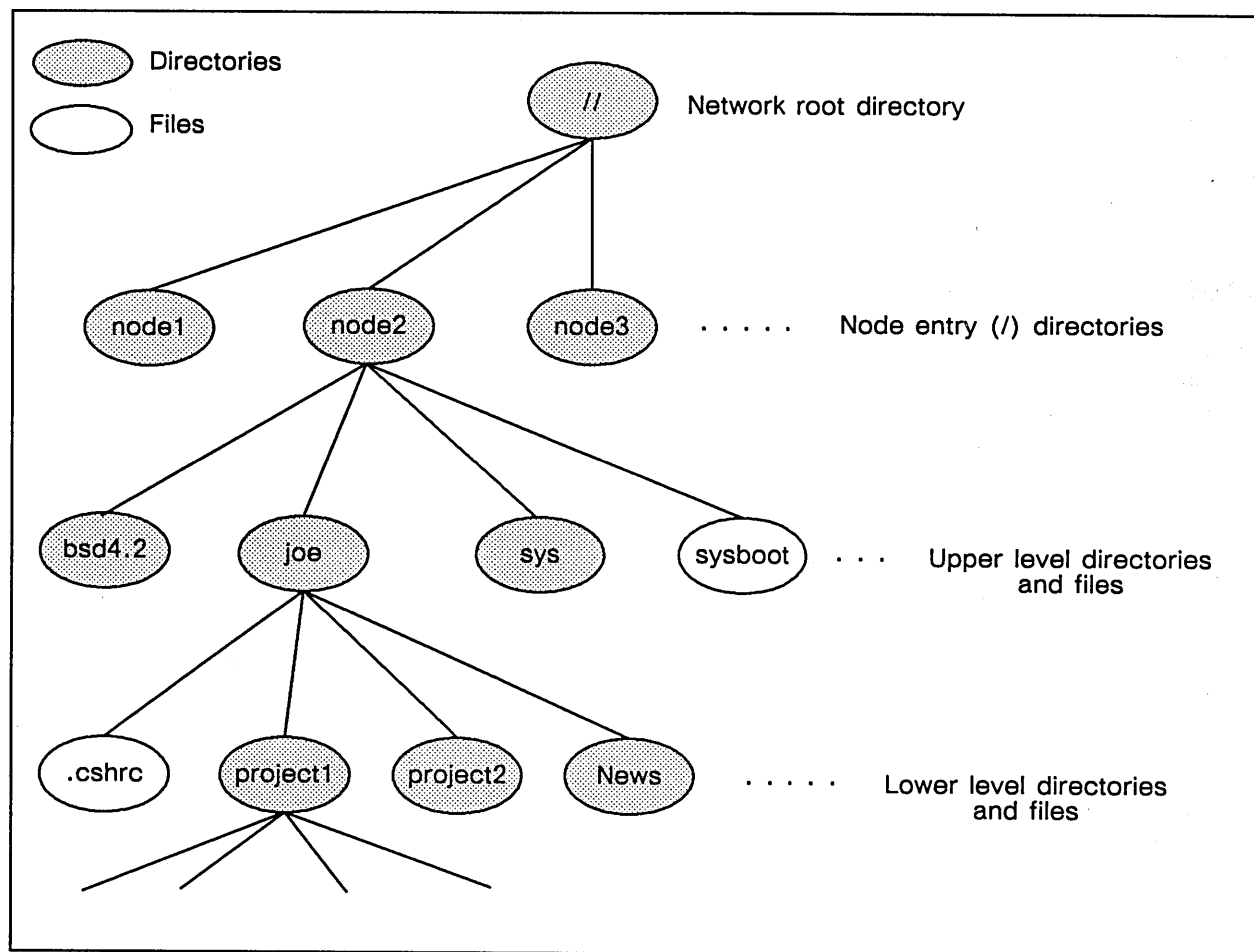 Directories
Files
//
Network root directory
node1
node2
node3
. . . . .
Node entry (/) directories
bsd4.2
joe
sys
sysboot
. . .
Upper level directories
and files
.cshrc
project1
project2
News
. . . . .
Lower level directories
and files